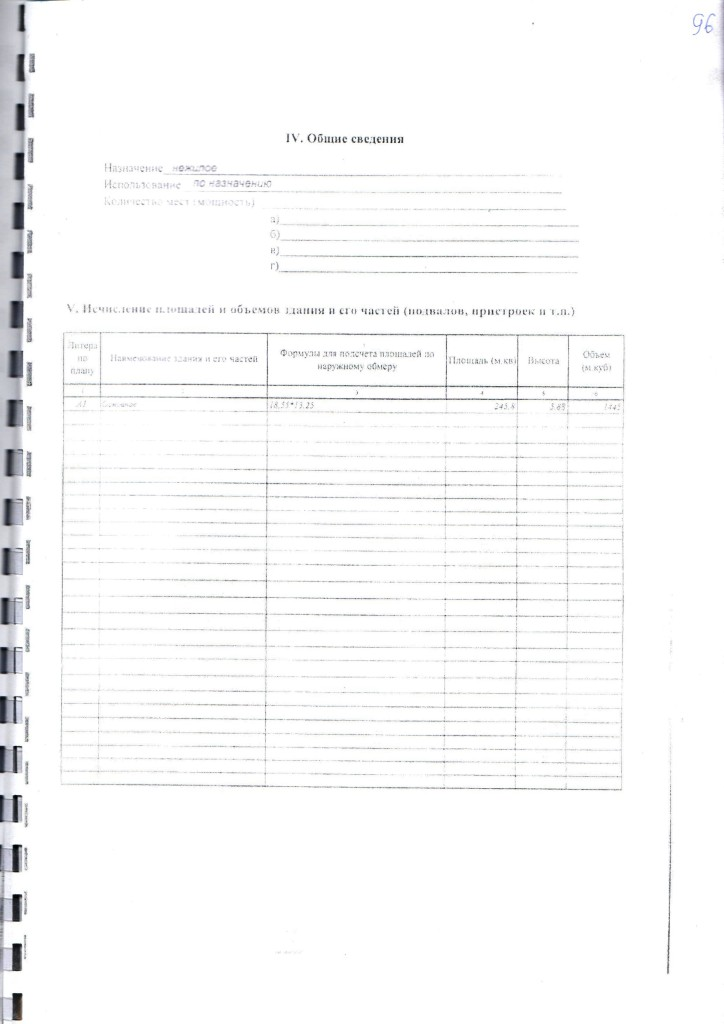 96
IV. Общие сведения
Назначение нежилое
Использование по назначению
Количество мест (мощность)
а)
б)
в)
г)
V. Исчисление площадей и объемов здания и его частей (подвалов, пристроек и т.п.)
Литера по плану Наименование здания и его частей Формулы для подсчета площадей по наружному обмеру Площадь (м.кв) Высота Объем (м.куб)
1 2 3 4 5 6
18,55*13,25 245,8